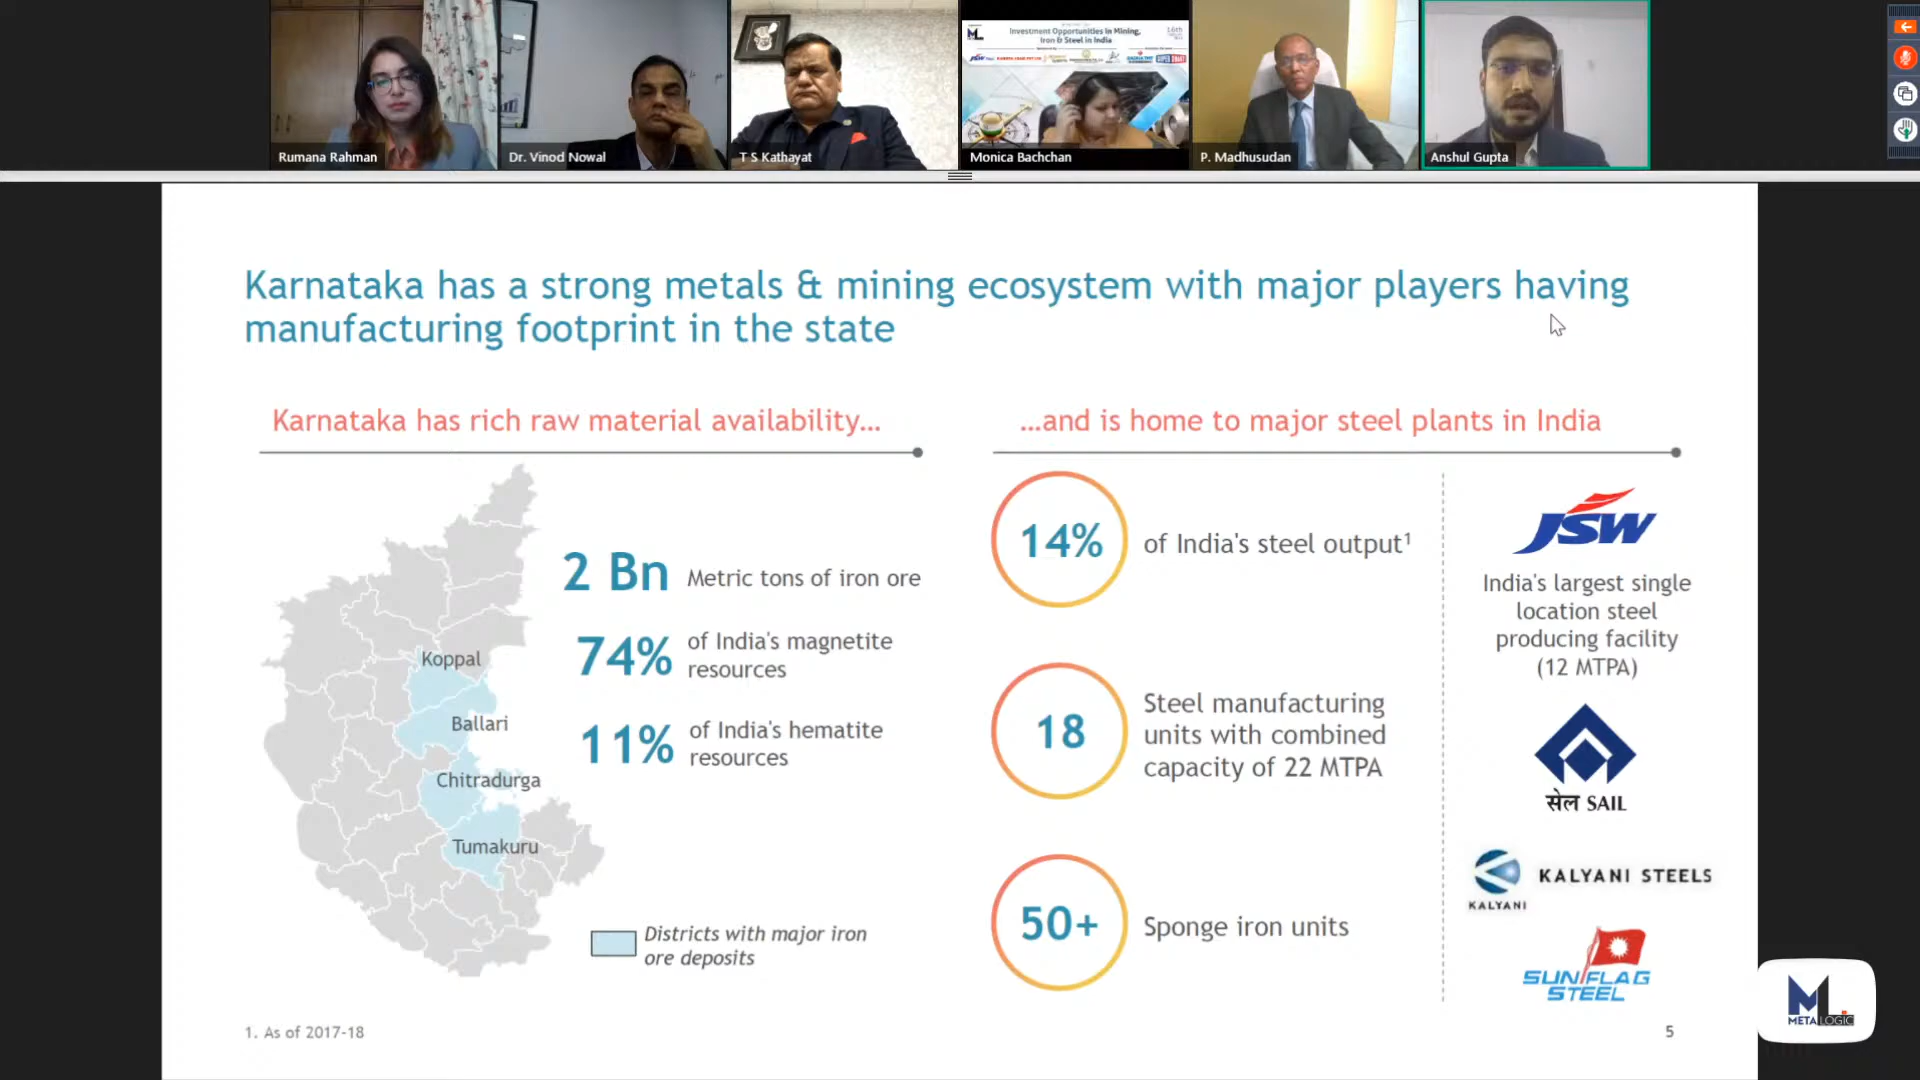 Rumana Rahman
Dr. Vinod Nowal
T S Kathayat
Investment Opportunities in Mining,
Iron & Steel in India
16th
Monica Bachchan
P. Madhusudan
Anshul Gupta
Karnataka has a strong metals & mining ecosystem with major players having
manufacturing footprint in the state
Karnataka has rich raw material availability...
2 Bn Metric tons of iron ore
74% of India's magnetite
resources
11% of India's hematite
resources
Koppal
Ballari
Chitradurga
Tumakuru
Districts with major iron
ore deposits
...and is home to major steel plants in India
14% of India's steel output¹
18 Steel manufacturing
units with combined
capacity of 22 MTPA
50+ Sponge iron units
JSW
India's largest single
location steel
producing facility
(12 MTPA)
सेल SAIL
KALYANI
KALYANI STEELS
SUNFLAG
STEEL
1. As of 2017-18
5
ML
METALOGIC